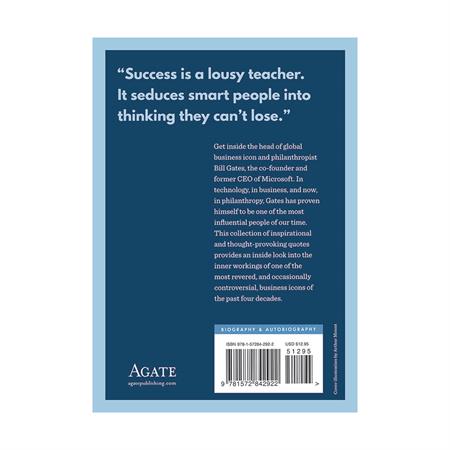 “Success is a lousy teacher.
It seduces smart people into
thinking they can’t lose.”
Get inside the head of global
business icon and philanthropist
Bill Gates, the co-founder and
former CEO of Microsoft. In
technology, in business, and now,
in philanthropy, Gates has proven
himself to be one of the most
influential people of our time.
This collection of inspirational
and thought-provoking quotes
provides an inside look into the
inner workings of one of the
most revered, and occasionally
controversial, business icons of
the past four decades.
BIOGRAPHY & AUTOBIOGRAPHY
ISBN 978-1-57284-292-2
USD $12.95
51295
9 781572 842922 >
Cover illustration by Arthur Mount
AGATE
agatepublishing.com